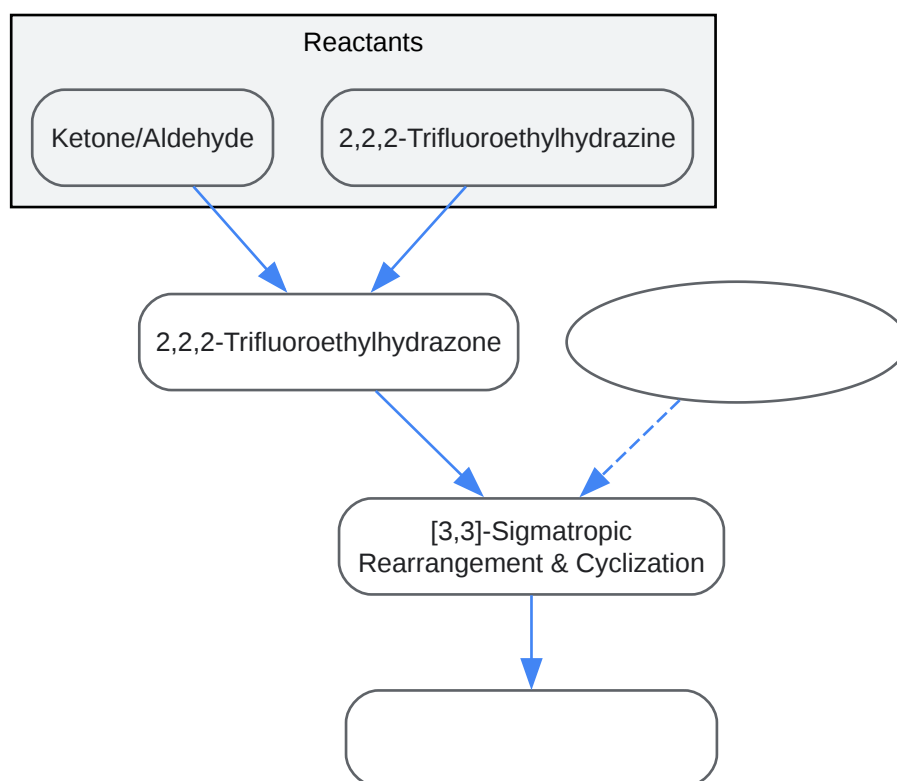 Reactants
Ketone/Aldehyde
2,2,2-Trifluoroethylhydrazine
2,2,2-Trifluoroethylhydrazone
[3,3]-Sigmatropic
Rearrangement & Cyclization